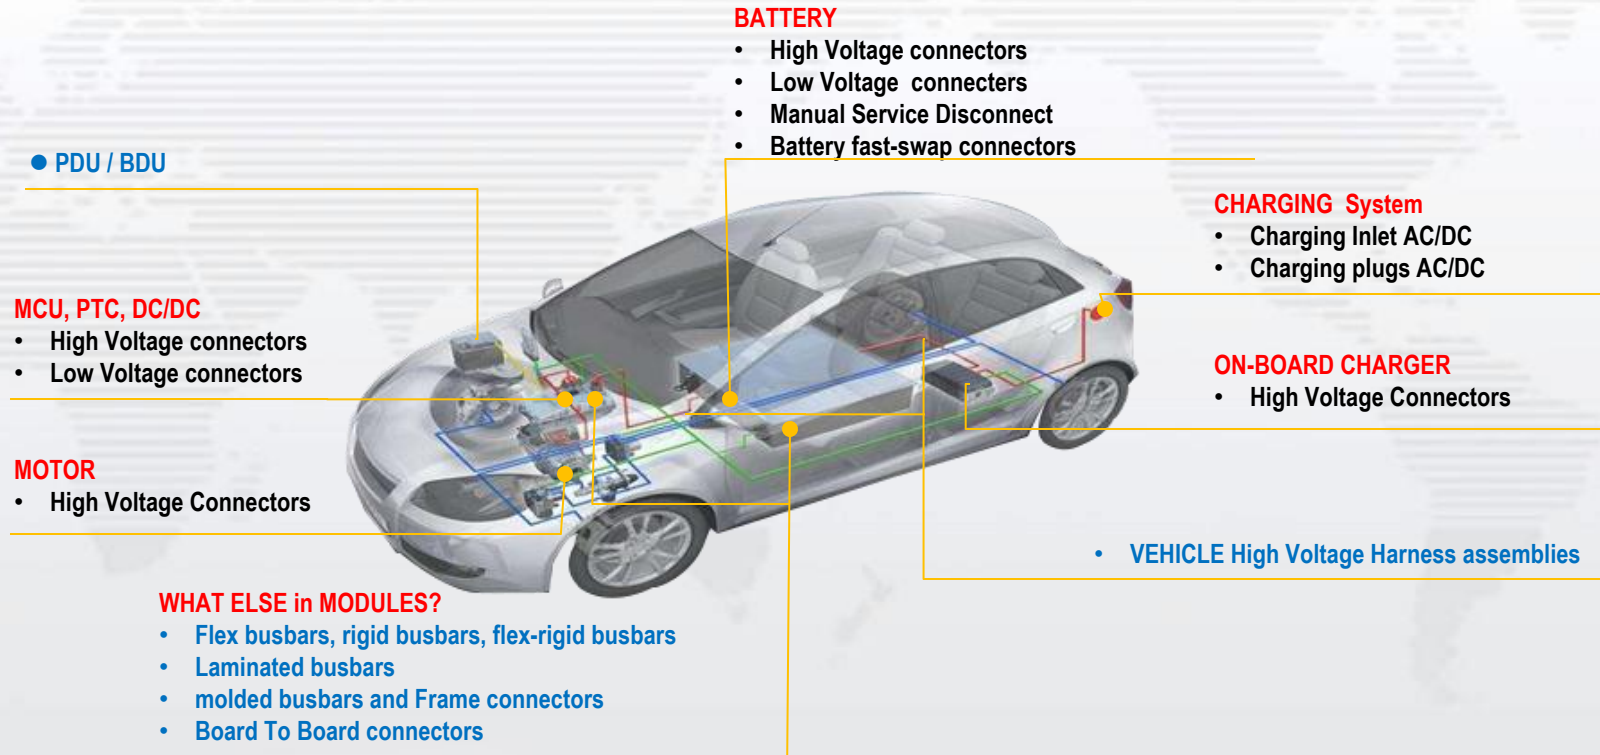 BATTERY
• High Voltage connectors
• Low Voltage connecters
• Manual Service Disconnect
• Battery fast-swap connectors
● PDU / BDU
CHARGING System
• Charging Inlet AC/DC
• Charging plugs AC/DC
MCU, PTC, DC/DC
• High Voltage connectors
• Low Voltage connectors
ON-BOARD CHARGER
• High Voltage Connectors
MOTOR
• High Voltage Connectors
• VEHICLE High Voltage Harness assemblies
WHAT ELSE in MODULES?
• Flex busbars, rigid busbars, flex-rigid busbars
• Laminated busbars
• molded busbars and Frame connectors
• Board To Board connectors